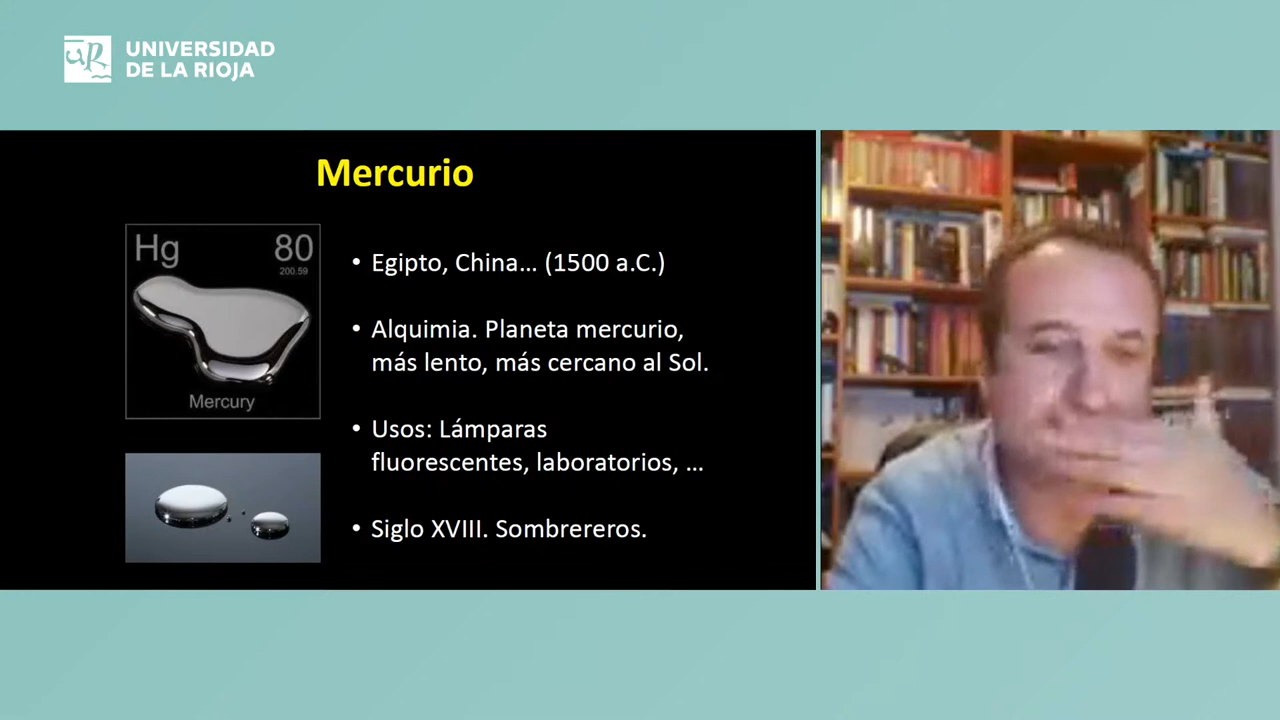 UNIVERSIDAD
DE LA RIOJA
Mercurio
Hg
80
200.59
Mercury
• Egipto, China... (1500 a.C.)
• Alquimia. Planeta mercurio,
más lento, más cercano al Sol.
• Usos: Lámparas
fluorescentes, laboratorios, ...
• Siglo XVIII. Sombrereros.